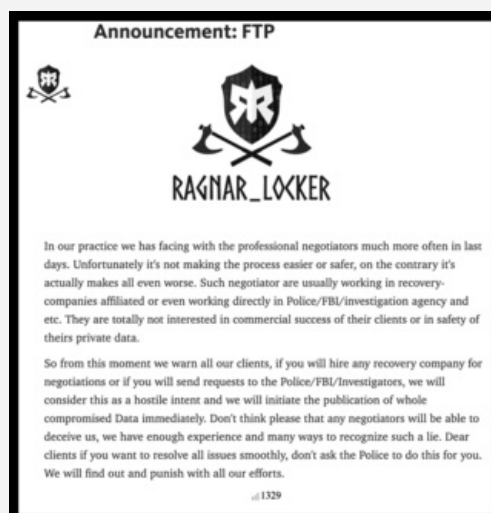 Announcement: FTP
RAGNAR_LOCKER
In our practice we has facing with the professional negotiators much more often in last
days. Unfortunately it's not making the process easier or safer, on the contrary it's
actually makes all even worse. Such negotiator are usually working in recovery-
companies affiliated or even working directly in Police/FBI/investigation agency and
etc. They are totally not interested in commercial success of their clients or in safety of
theirs private data.
So from this moment we warn all our clients, if you will hire any recovery company for
negotiations or if you will send requests to the Police/FBI/Investigators, we will
consider this as a hostile intent and we will initiate the publication of whole
compromised Data immediately. Don't think please that any negotiators will be able to
deceive us, we have enough experience and many ways to recognize such a lie. Dear
clients if you want to resolve all issues smoothly, don't ask the Police to do this for you.
We will find out and punish with all our efforts.
1329